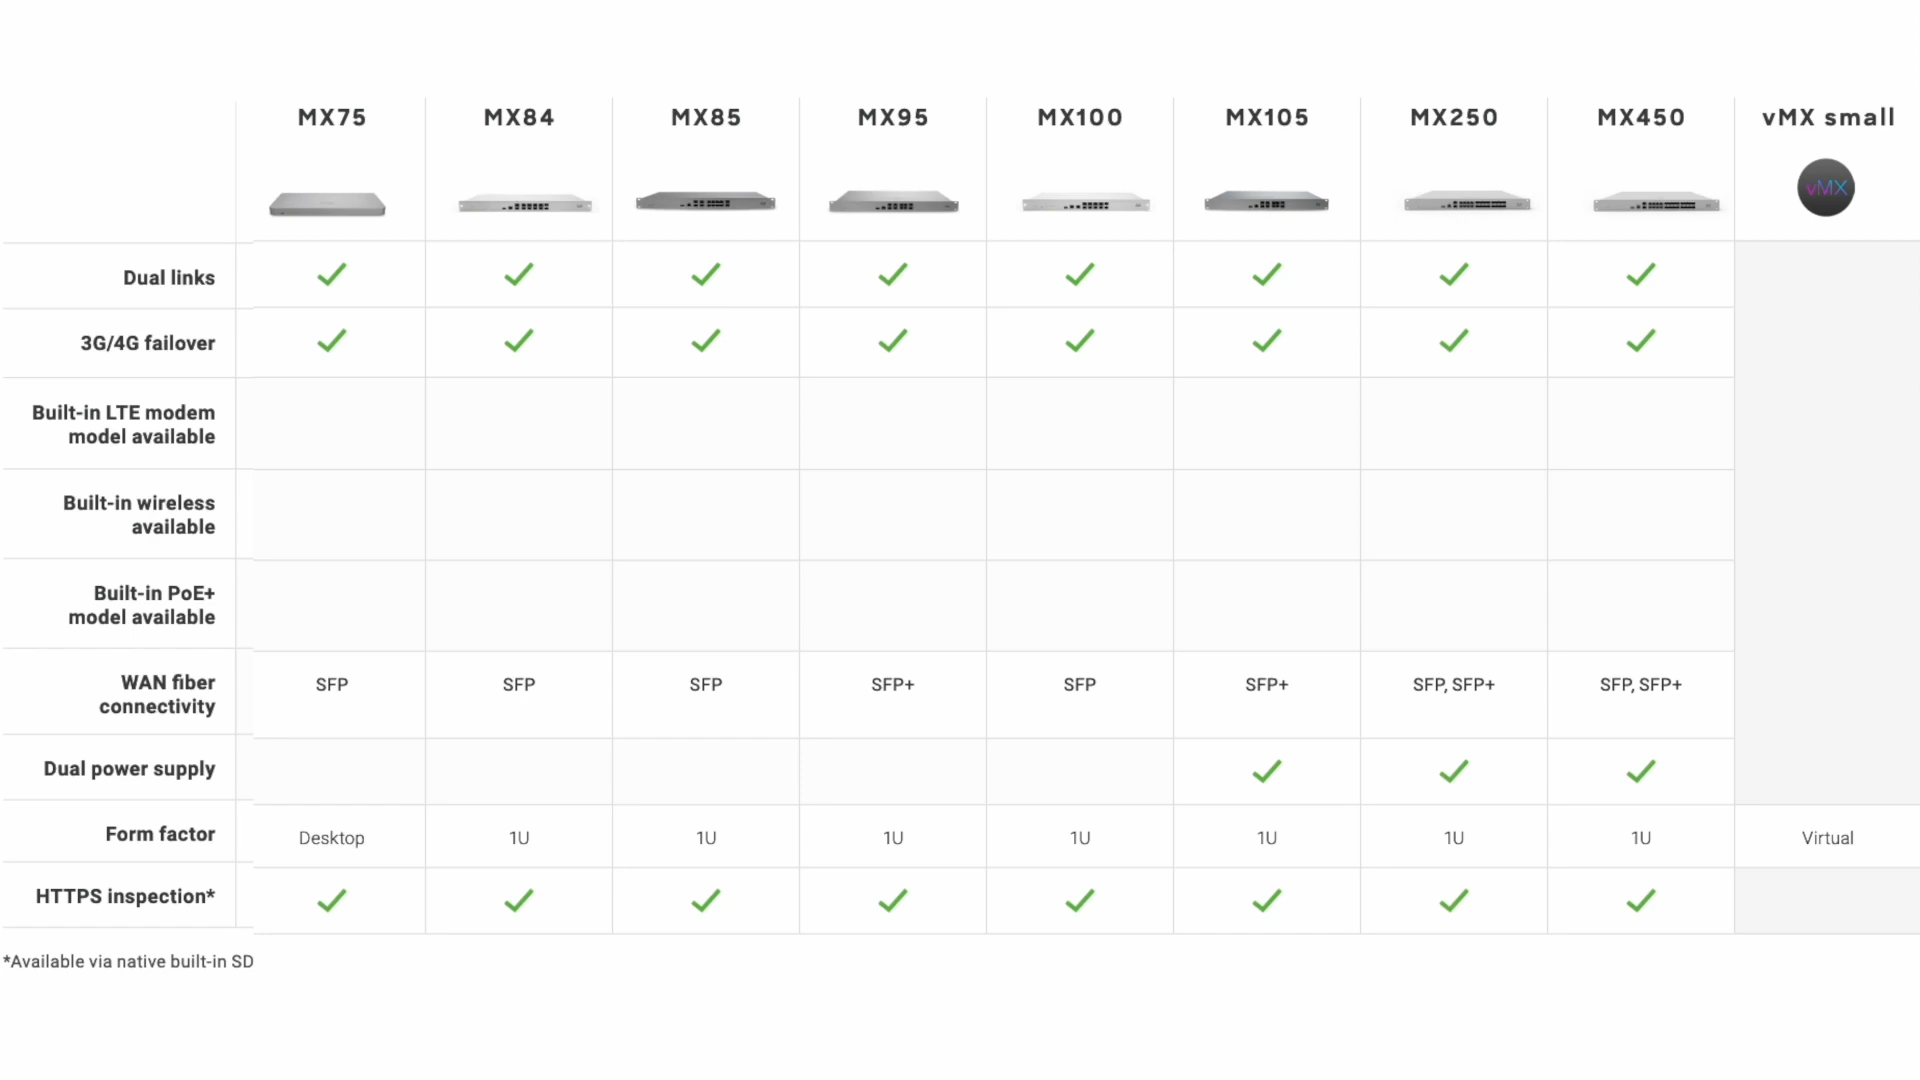 MX75 MX84 MX85 MX95 MX100 MX105 MX250 MX450 vMX small
vMX
Dual links
3G/4G failover
Built-in LTE modem
model available
Built-in wireless
available
Built-in PoE+
model available
WAN fiber
connectivity
SFP SFP SFP SFP+ SFP SFP+ SFP, SFP+ SFP, SFP+
Dual power supply
Form factor Desktop 1U 1U 1U 1U 1U 1U 1U Virtual
HTTPS inspection*
*Available via native built-in SD